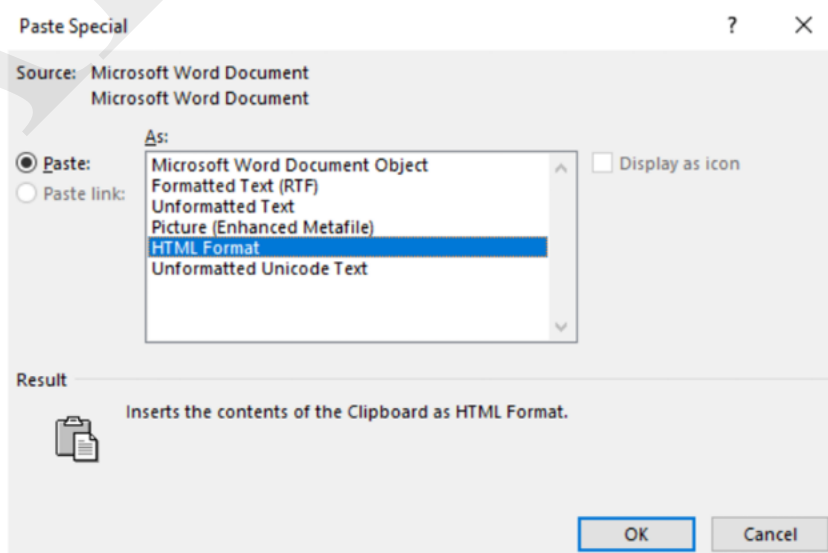 Paste Special ? ×
Source: Microsoft Word Document
Microsoft Word Document
As:
Paste:
Paste link:
Microsoft Word Document Object
Formatted Text (RTF)
Unformatted Text
Picture (Enhanced Metafile)
HTML Format
Unformatted Unicode Text
Display as icon
Result
Inserts the contents of the Clipboard as HTML Format.
OK Cancel